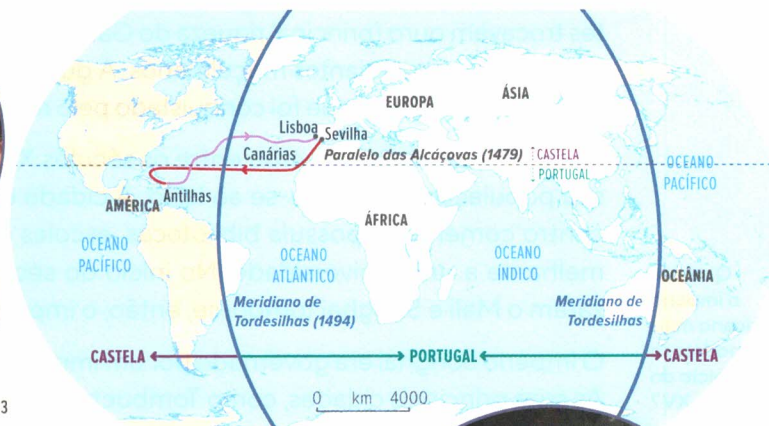 EUROPA
ÁSIA
Lisboa
Sevilha
Canárias
Paralelo das Alcáçovas (1479)
CASTELA
PORTUGAL
OCEANO
PACÍFICO
Antilhas
AMÉRICA
ÁFRICA
OCEANO
PACÍFICO
OCEANO
ATLÂNTICO
OCEANO
ÍNDICO
OCEÂNIA
Meridiano de
Tordesilhas (1494)
Meridiano de
Tordesilhas
CASTELA
PORTUGAL
CASTELA
0 km 4000
3